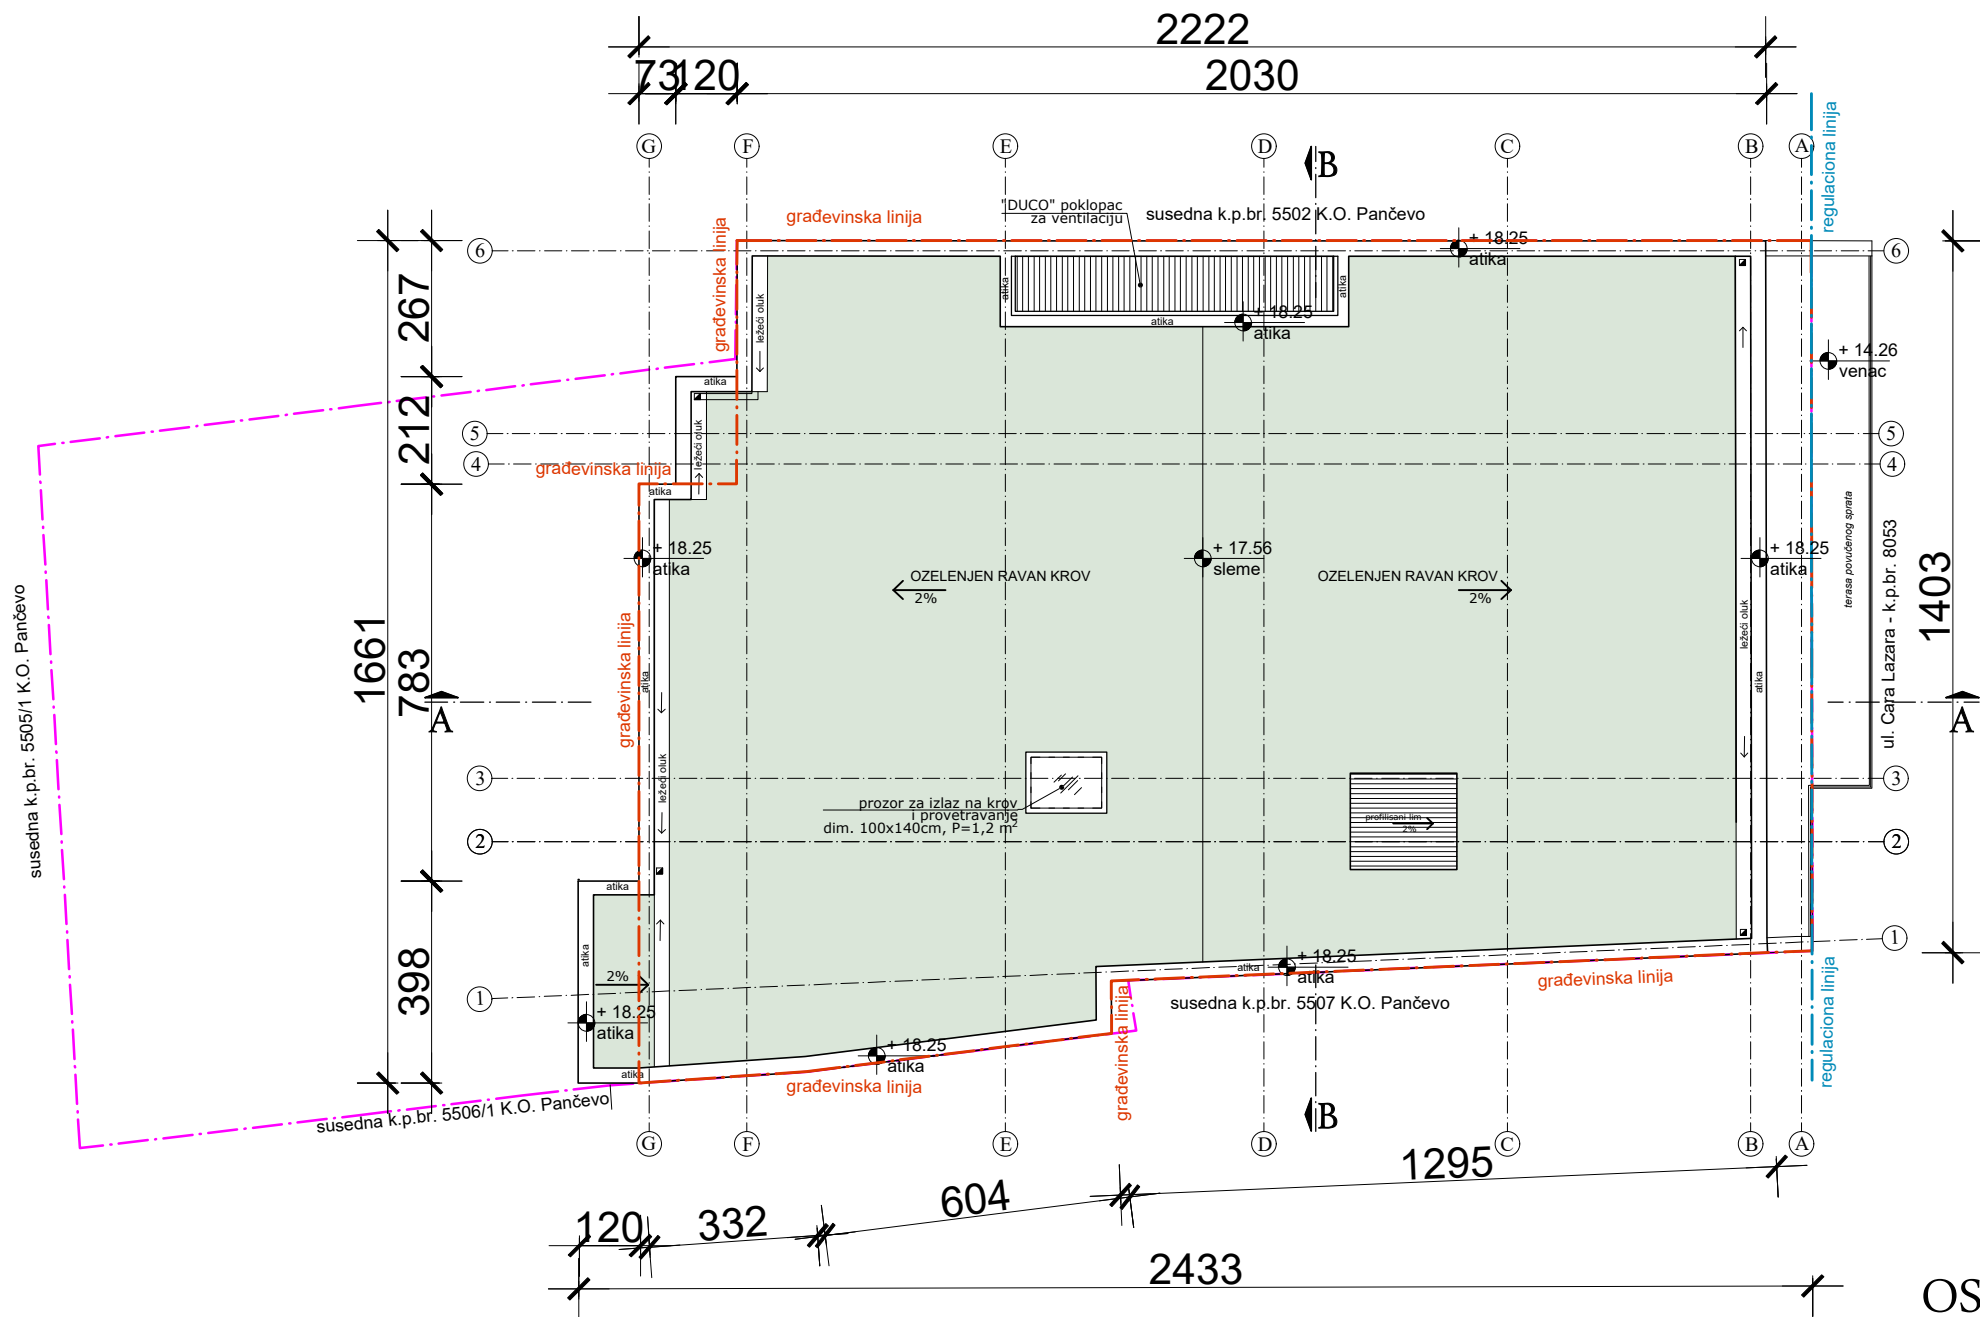 2222
73
120
2030
G
F
E
D
C
B
A
B
regulaciona linija
"DUCO" poklopac
za ventilaciju
susedna k.p.br. 5502 K.O. Pančevo
građevinska linija
građevinska linija
6
+ 18.25
atika
6
atika
atika
atika
+ 18.25
atika
ležeći oluk
267
+ 14.26
venac
atika
212
5
ležeći oluk
5
4
građevinska linija
4
atika
terasa povučenog sprata
ul. Cara Lazara - k.p.br. 8053
1403
+ 18.25
atika
+ 17.56
sleme
+ 18.25
atika
OZELENJEN RAVAN KROV
2%
OZELENJEN RAVAN KROV
2%
susedna k.p.br. 5505/1 K.O. Pančevo
1661
783
građevinska linija
atika
ležeći oluk
atika
A
A
ležeći oluk
3
3
prozor za izlaz na krov
i provetravanje
dim. 100x140cm, P=1,2 m²
profilisani lim
2%
2
2
atika
398
atika
2%
1
1
+ 18.25
atika
atika
+ 18.25
atika
građevinska linija
susedna k.p.br. 5507 K.O. Pančevo
građevinska linija
regulaciona linija
+ 18.25
atika
atika
građevinska linija
susedna k.p.br. 5506/1 K.O. Pančevo
B
G
F
E
D
C
B
A
120
332
604
1295
2433
OS